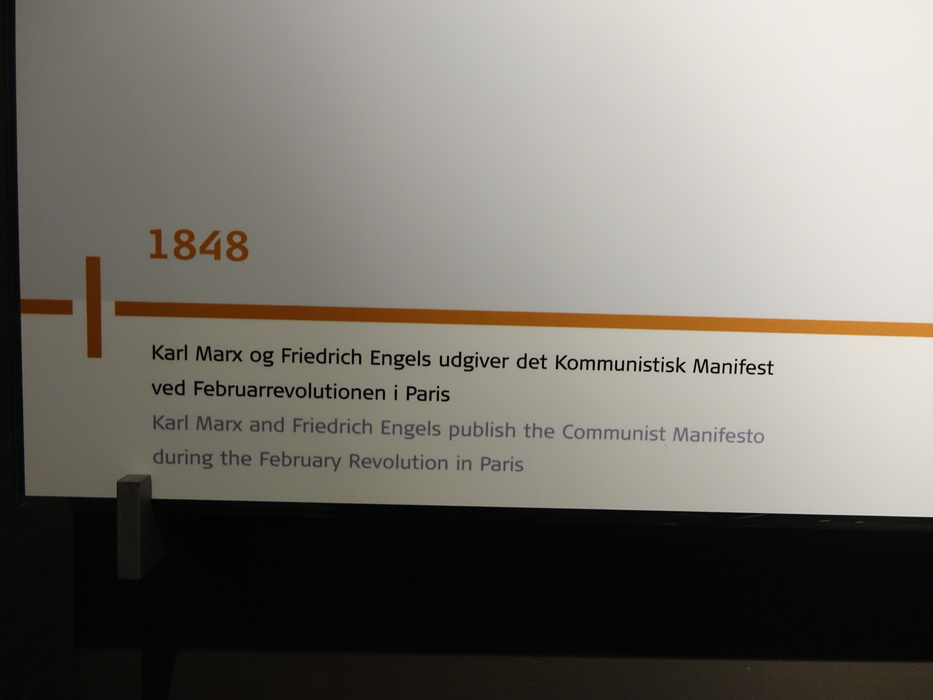 1848
Karl Marx og Friedrich Engels udgiver det Kommunistisk Manifest
ved Februarrevolutionen i Paris
Karl Marx and Friedrich Engels publish the Communist Manifesto
during the February Revolution in Paris